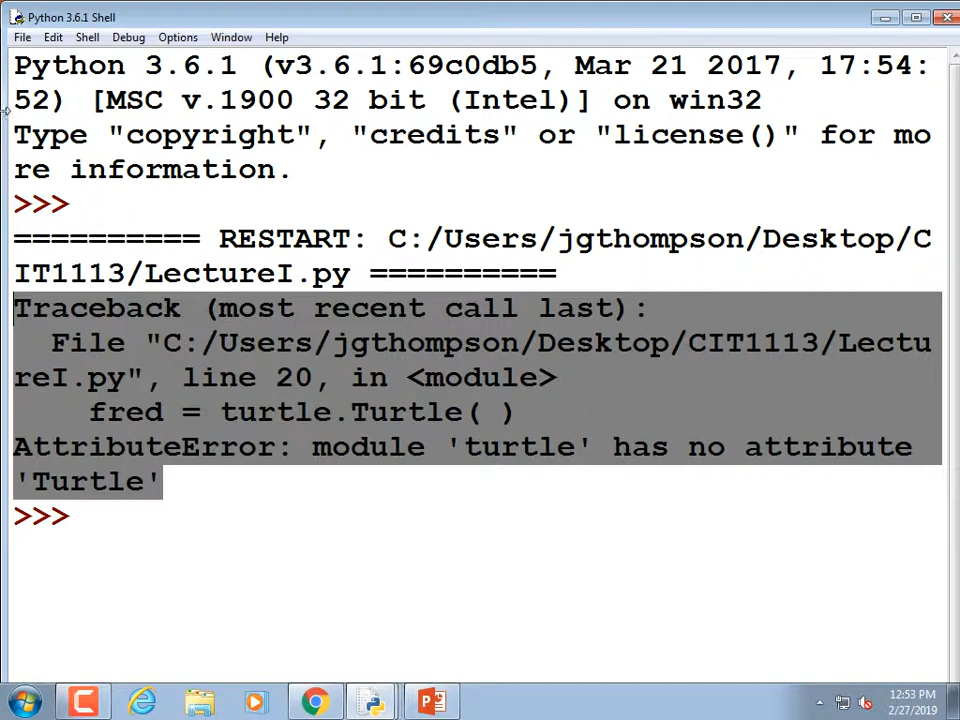 Python 3.6.1 Shell
File Edit Shell Debug Options Window Help
Python 3.6.1 (v3.6.1:69c0db5, Mar 21 2017, 17:54:
52) [MSC v.1900 32 bit (Intel)] on win32
Type "copyright", "credits" or "license()" for mo
re information.
>>>
========== RESTART: C:/Users/jgthompson/Desktop/C
IT1113/LectureI.py ==========
Traceback (most recent call last):
  File "C:/Users/jgthompson/Desktop/CIT1113/Lectu
reI.py", line 20, in <module>
    fred = turtle.Turtle( )
AttributeError: module 'turtle' has no attribute
'Turtle'
>>>
12:53 PM
2/27/2019